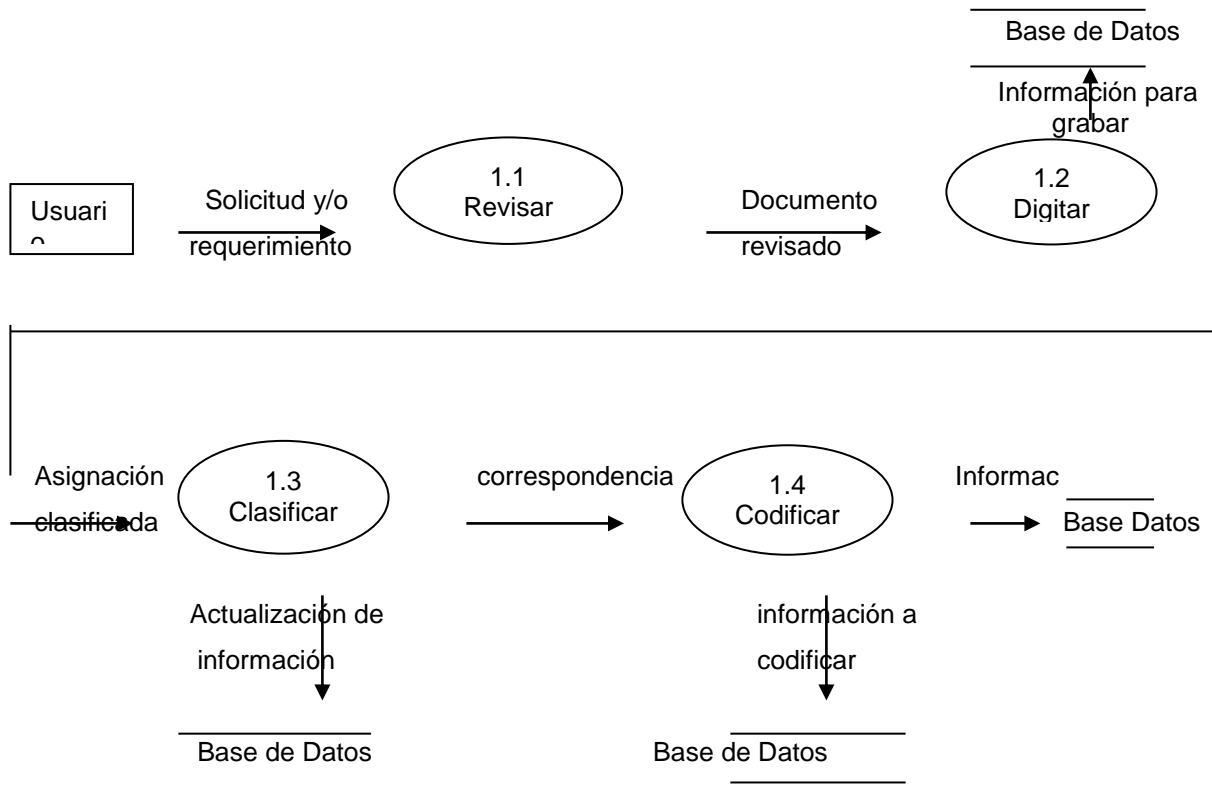 Base de Datos
Información para
grabar
Usuari
o
Solicitud y/o
requerimiento
1.1
Revisar
Documento
revisado
1.2
Digitar
Asignación
clasificada
1.3
Clasificar
correspondencia
1.4
Codificar
Informac
Base Datos
Actualización de
información
información a
codificar
Base de Datos
Base de Datos